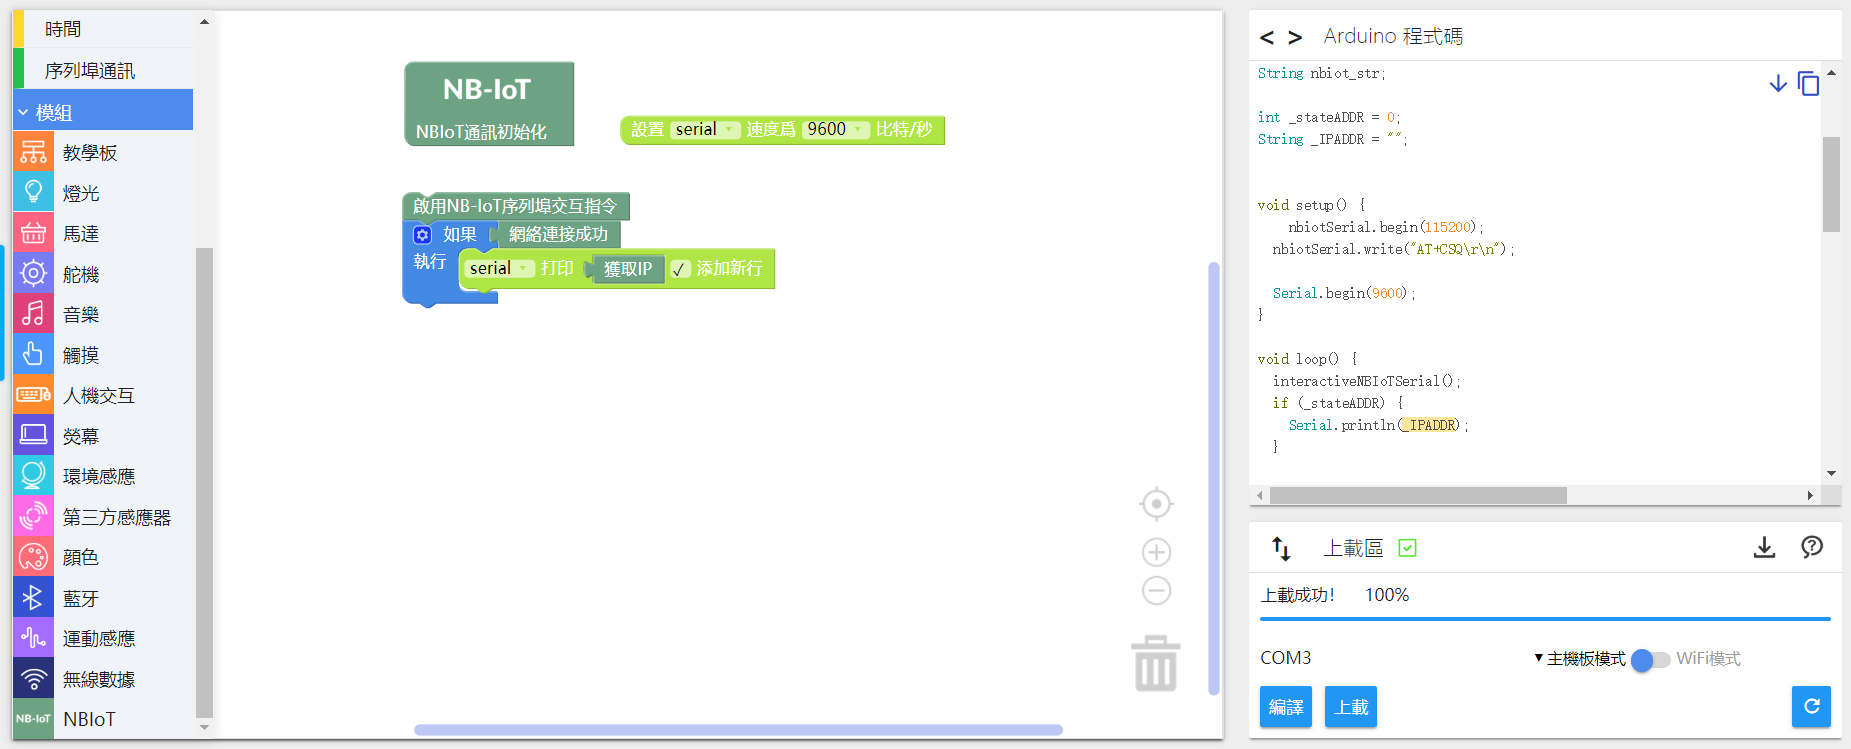 時間
序列埠通訊
模組
教學板
燈光
馬達
舵機
音樂
觸摸
人機交互
熒幕
環境感應
第三方感應器
顏色
藍牙
運動感應
無線數據
NB-IoT
NBIoT
NB-IoT
NBIoT通訊初始化
設置 serial 速度爲 9600 比特/秒
啟用NB-IoT序列埠交互指令
如果 網絡連接成功
執行 serial 打印 獲取IP ✓ 添加新行
< > Arduino 程式碼
String nbiot_str;
int _stateADDR = 0;
String _IPADDR = "";
void setup() {
nbiotSerial.begin(115200);
nbiotSerial.write("AT+CSQ\r\n");
Serial.begin(9600);
}
void loop() {
interactiveNBIoTSerial();
if (_stateADDR) {
Serial.println(_IPADDR);
}
上載區
上載成功! 100%
COM3
主機板模式 WiFi模式
編譯 上載